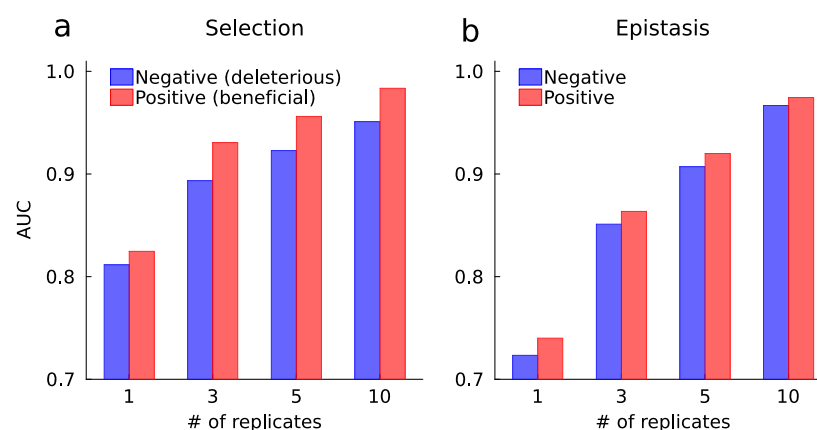 a
Selection
1.0
0.9
0.8
0.7
AUC
Negative (deleterious)
Positive (beneficial)
1 3 5 10
# of replicates
b
Epistasis
1.0
0.9
0.8
0.7
Negative
Positive
1 3 5 10
# of replicates